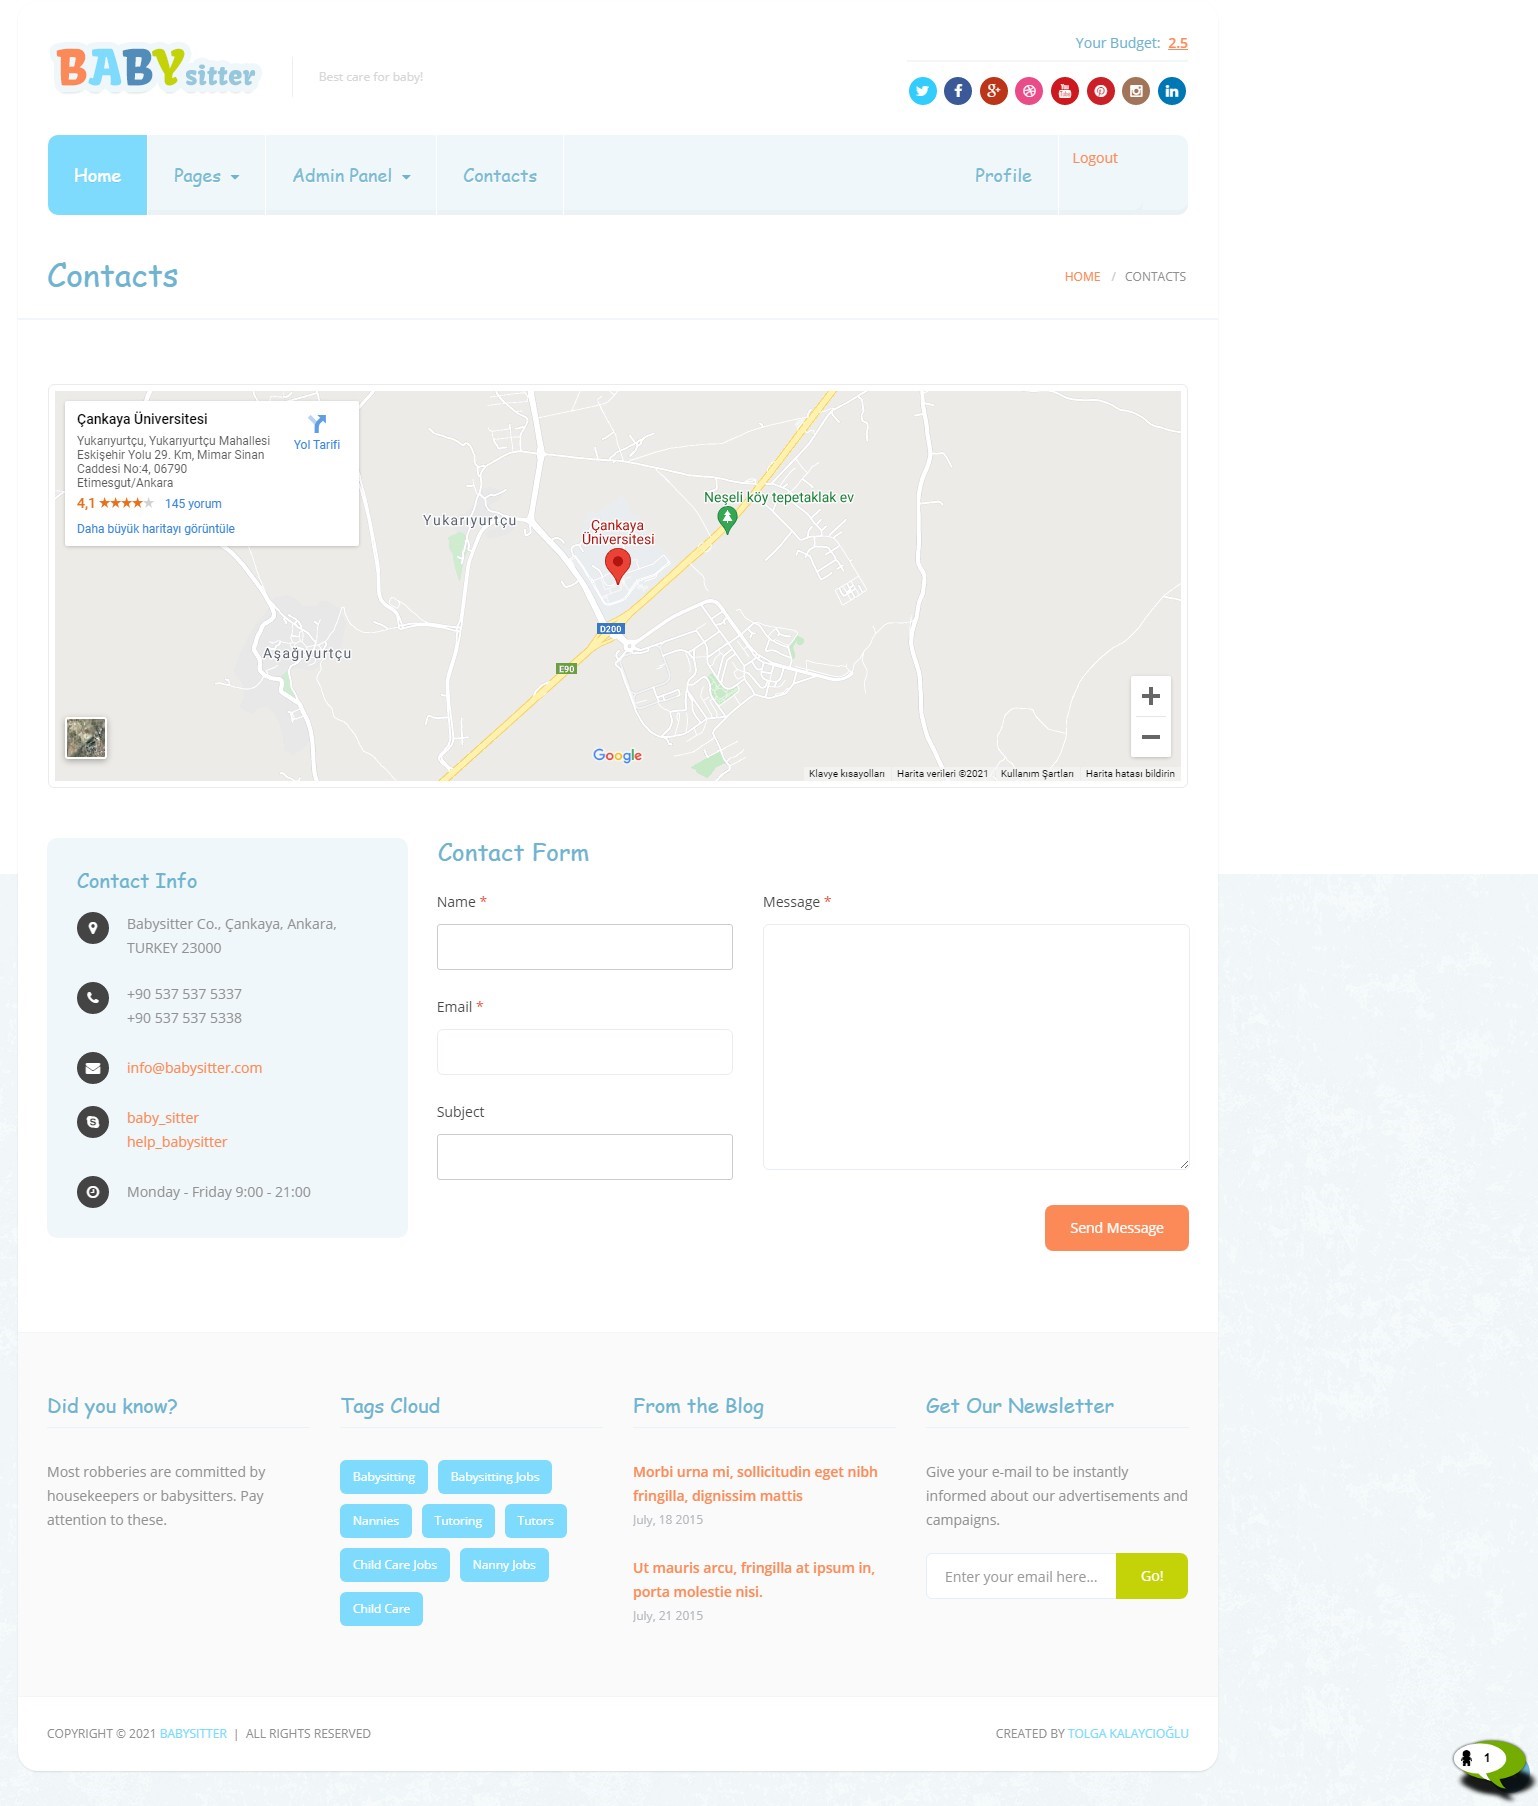 BABY sitter
Best care for baby!
Your Budget: 2.5
Home
Pages
Admin Panel
Contacts
Profile
Logout
Contacts
HOME / CONTACTS
Çankaya Üniversitesi
Yukarıyurtçu, Yukarıyurtçu Mahallesi
Eskişehir Yolu 29. Km, Mimar Sinan
Caddesi No:4, 06790
Etimesgut/Ankara
4,1
145 yorum
Daha büyük haritayı görüntüle
Yol Tarifi
Neşeli köy tepetaklak ev
Yukarıyurtçu
Çankaya
Üniversitesi
D200
Aşağıyurtçu
E90
Google
Klavye kısayolları
Harita verileri ©2021
Kullanım Şartları
Harita hatası bildirin
Contact Info
Babysitter Co., Çankaya, Ankara,
TURKEY 23000
+90 537 537 5337
+90 537 537 5338
info@babysitter.com
baby_sitter
help_babysitter
Monday - Friday 9:00 - 21:00
Contact Form
Name *
Email *
Subject
Message *
Send Message
Did you know?
Most robberies are committed by
housekeepers or babysitters. Pay
attention to these.
Tags Cloud
Babysitting
Babysitting Jobs
Nannies
Tutoring
Tutors
Child Care Jobs
Nanny Jobs
Child Care
From the Blog
Morbi urna mi, sollicitudin eget nibh
fringilla, dignissim mattis
July, 18 2015
Ut mauris arcu, fringilla at ipsum in,
porta molestie nisi.
July, 21 2015
Get Our Newsletter
Give your e-mail to be instantly
informed about our advertisements and
campaigns.
Enter your email here...
Go!
COPYRIGHT © 2021 BABYSITTER | ALL RIGHTS RESERVED
CREATED BY TOLGA KALAYCIOĞLU
1